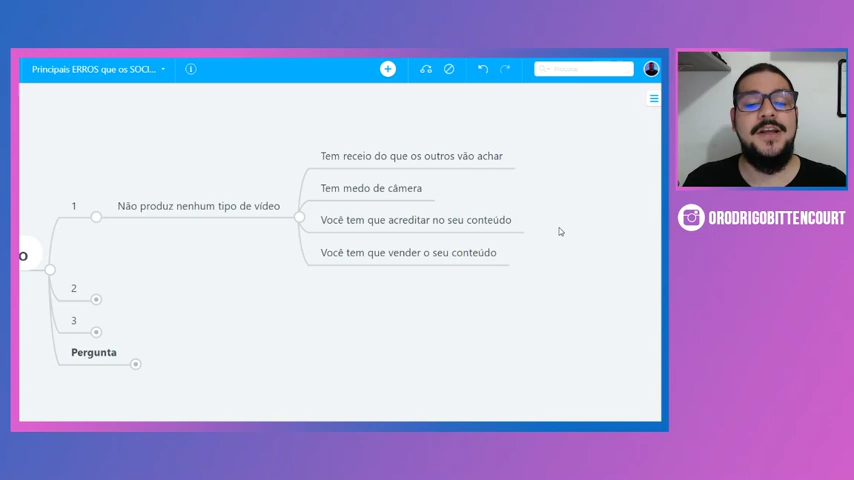 Principais ERROS que os SOCI...
Procurar
Tem receio do que os outros vão achar
1
Não produz nenhum tipo de vídeo
Tem medo de câmera
Você tem que acreditar no seu conteúdo
Você tem que vender o seu conteúdo
O
2
3
Pergunta
ORODRIGOBITTENCOURT